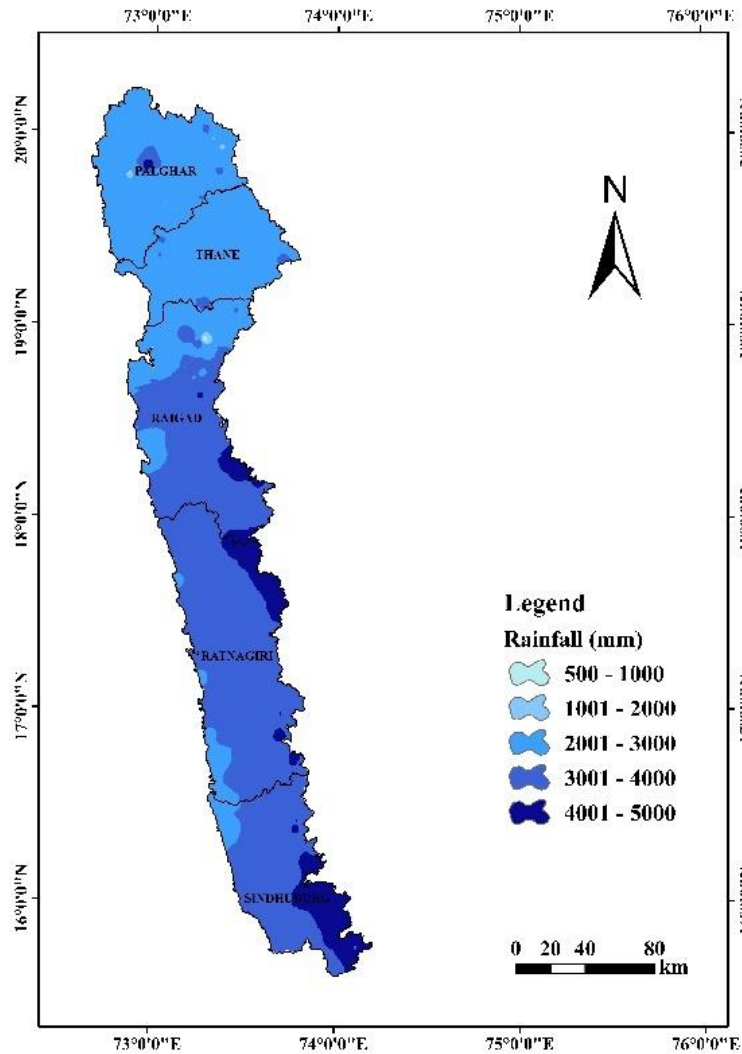 73°0'0"E 74°0'0"E 75°0'0"E 76°0'0"E
20°0'0"N
19°0'0"N
18°0'0"N
17°0'0"N
16°0'0"N
PALGHAR
THANE
RAIGAD
RATNAGIRI
SINDHUDURG
N
Legend
Rainfall (mm)
500 - 1000
1001 - 2000
2001 - 3000
3001 - 4000
4001 - 5000
0 20 40 80
km
73°0'0"E 74°0'0"E 75°0'0"E 76°0'0"E